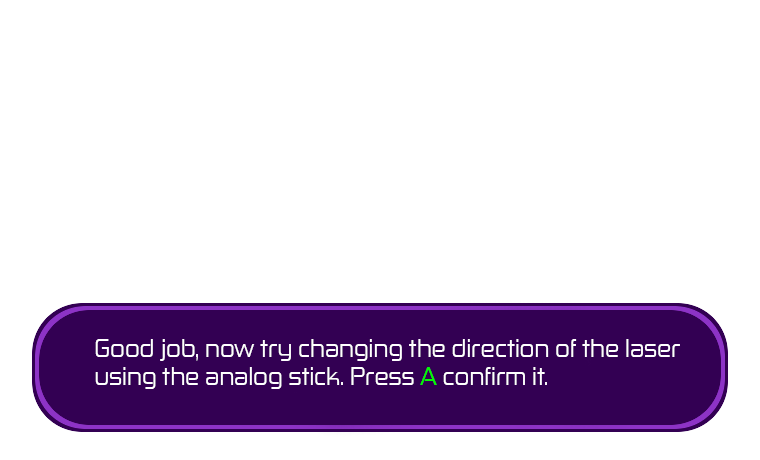 Good job, now try changing the direction of the laser
using the analog stick. Press A confirm it.